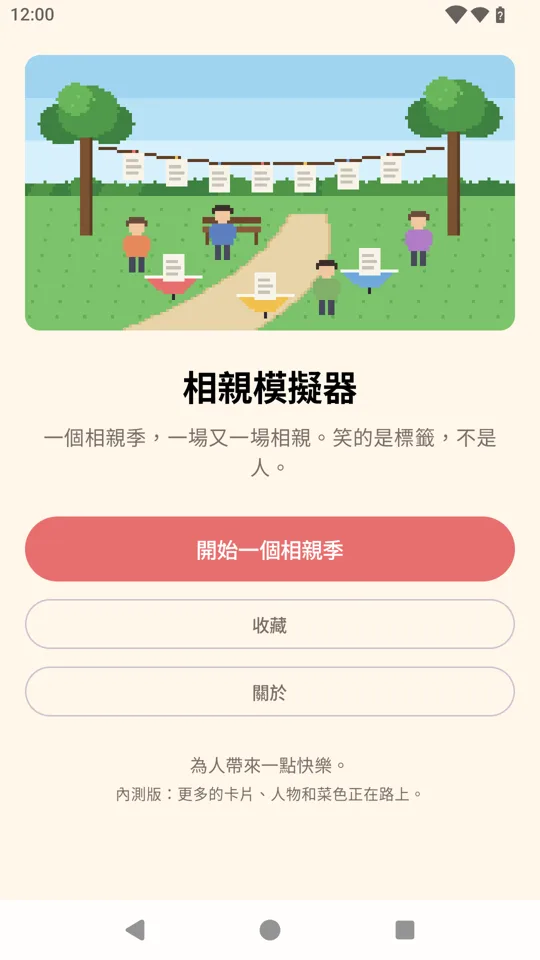 12:00
相親模擬器
一個相親季，一場又一場相親。笑的是標籤，不是
人。
開始一個相親季
收藏
關於
為人帶來一點快樂。
內測版：更多的卡片、人物和菜色正在路上。